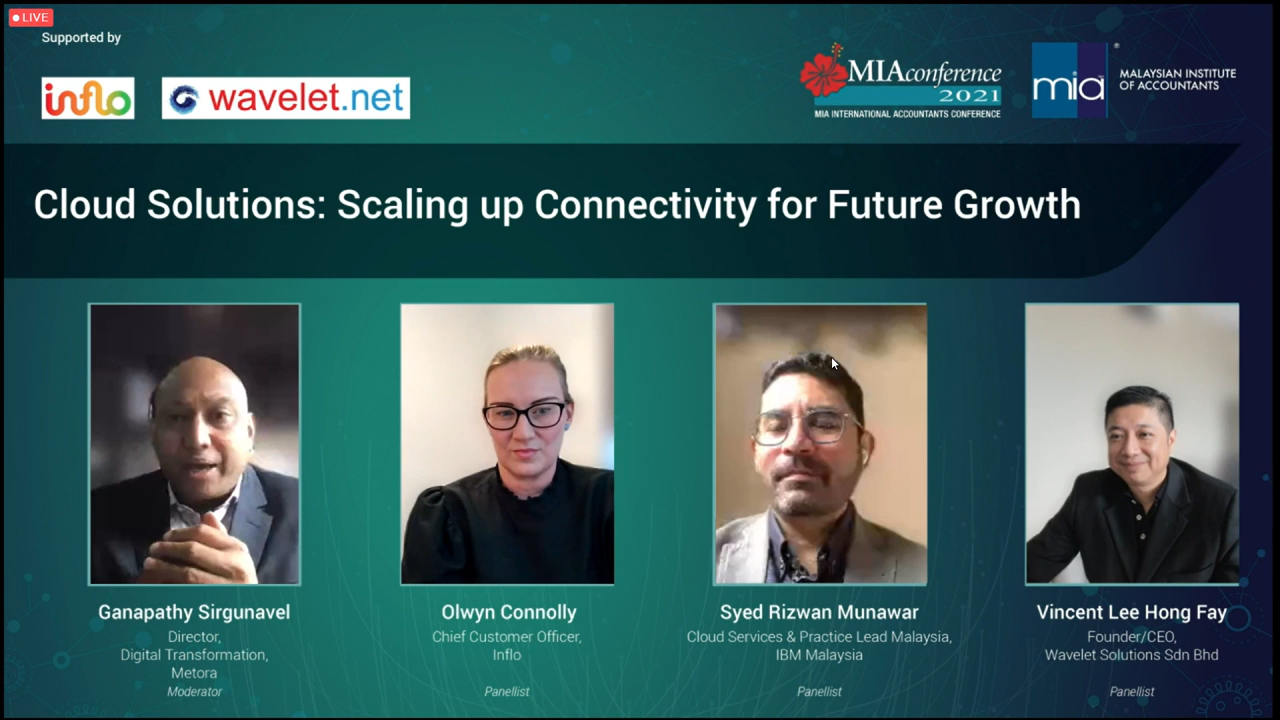 LIVE
Supported by
inflo
wavelet.net
MIAconference
2021
MIA INTERNATIONAL ACCOUNTANTS CONFERENCE
mia
MALAYSIAN INSTITUTE
OF ACCOUNTANTS
Cloud Solutions: Scaling up Connectivity for Future Growth
Ganapathy Sirgunavel
Director,
Digital Transformation,
Metora
Moderator
Olwyn Connolly
Chief Customer Officer,
Inflo
Panellist
Syed Rizwan Munawar
Cloud Services & Practice Lead Malaysia,
IBM Malaysia
Panellist
Vincent Lee Hong Fay
Founder/CEO,
Wavelet Solutions Sdn Bhd
Panellist